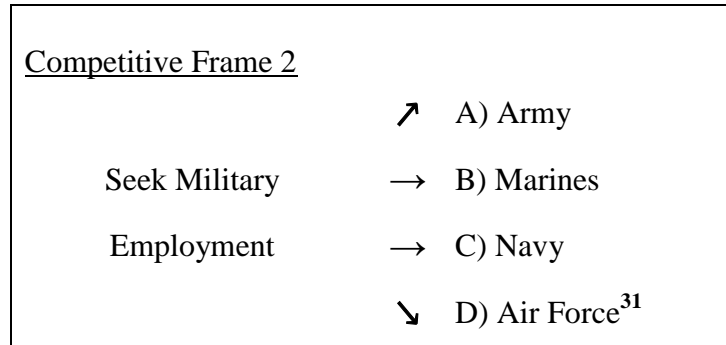 Competitive Frame 2
↗ A) Army
Seek Military → B) Marines
Employment → C) Navy
↘ D) Air Force31